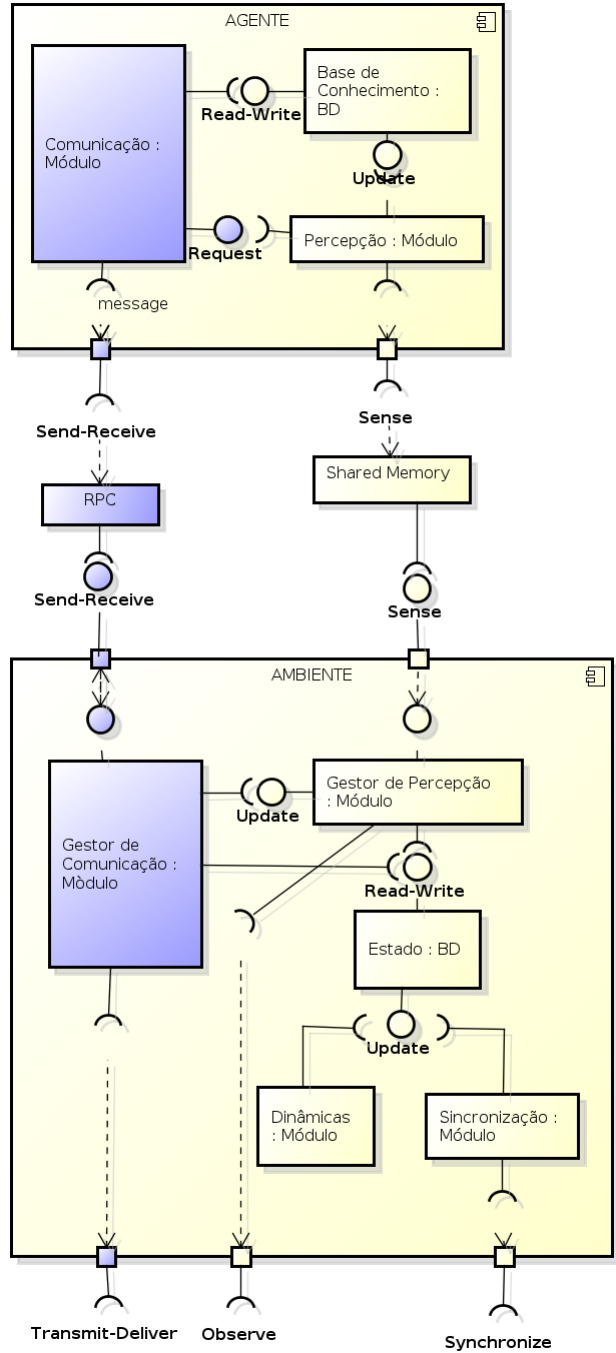 AGENTE
Comunicação :
Módulo
Read-Write
Base de
Conhecimento :
BD
Update
Request
Percepção : Módulo
message
Send-Receive
Sense
RPC
Shared Memory
Send-Receive
Sense
AMBIENTE
Gestor de
Comunicação :
Mòdulo
Update
Gestor de Percepção
: Módulo
Read-Write
Estado : BD
Update
Dinâmicas
: Módulo
Sincronização :
Módulo
Transmit-Deliver
Observe
Synchronize